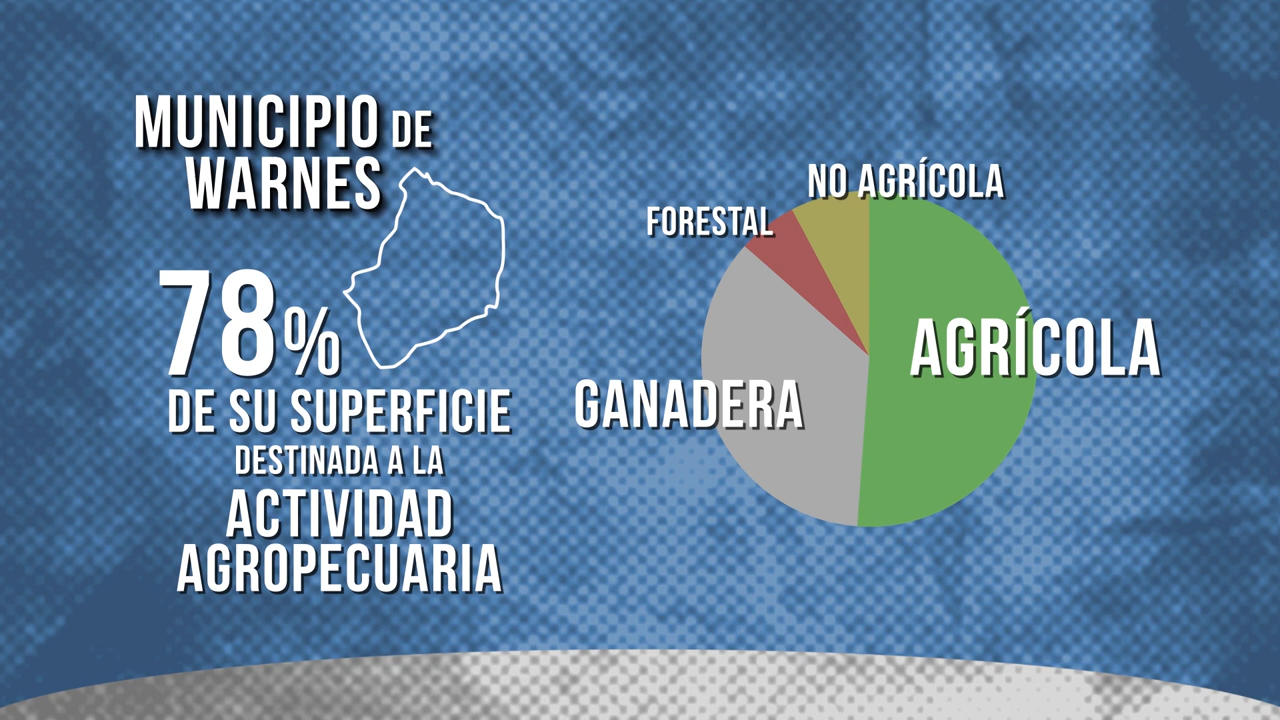 MUNICIPIO DE
WARNES
78%
DE SU SUPERFICIE
DESTINADA A LA
ACTIVIDAD
AGROPECUARIA
NO AGRÍCOLA
FORESTAL
AGRÍCOLA
GANADERA